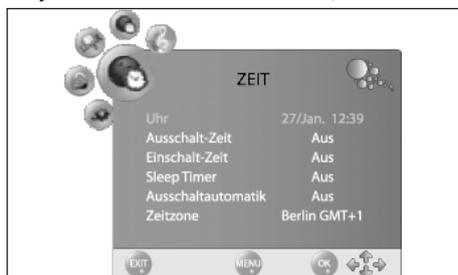 ZEIT
Uhr 27/Jan. 12:39
Ausschalt-Zeit Aus
Einschalt-Zeit Aus
Sleep Timer Aus
Ausschaltautomatik Aus
Zeitzone Berlin GMT+1
EXIT MENU OK